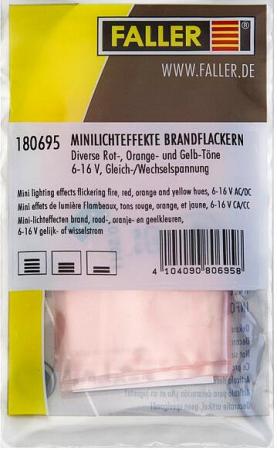 FALLER
WWW.FALLER.DE
180695 MINILICHTEFFEKTE BRANDFLACKERN
Diverse Rot-, Orange- und Gelb-Töne
6-16 V, Gleich-/Wechselspannung
Mini lighting effects flickering fire, red, orange and yellow hues, 6-16 V AC/DC
Mini effets de lumière Flambeaux, tons rouge, orange, et jaune, 6-16 V CA/CC
Mini-lichteffecten brand, rood-, oranje- en geelkleuren,
6-16 V gelijk- of wisselstrom
4 104090 806958